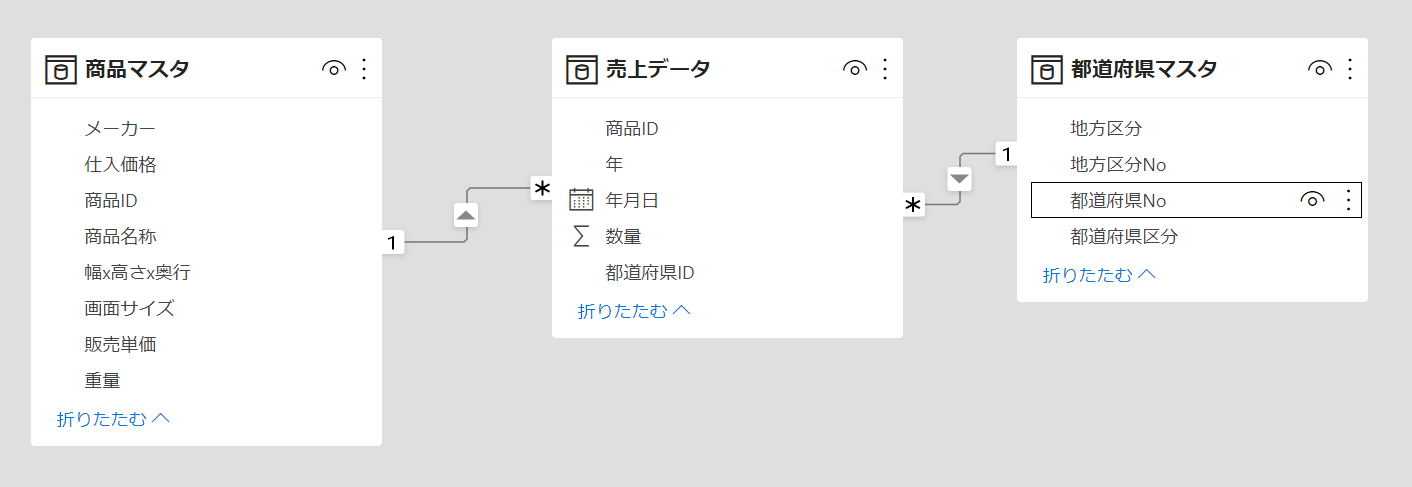 商品マスタ
メーカー
仕入価格
商品ID
商品名称
幅x高さx奥行
画面サイズ
販売単価
重量
折りたたむ
1
*
売上データ
商品ID
年
年月日
数量
都道府県ID
折りたたむ
*
1
都道府県マスタ
地方区分
地方区分No
都道府県No
都道府県区分
折りたたむ